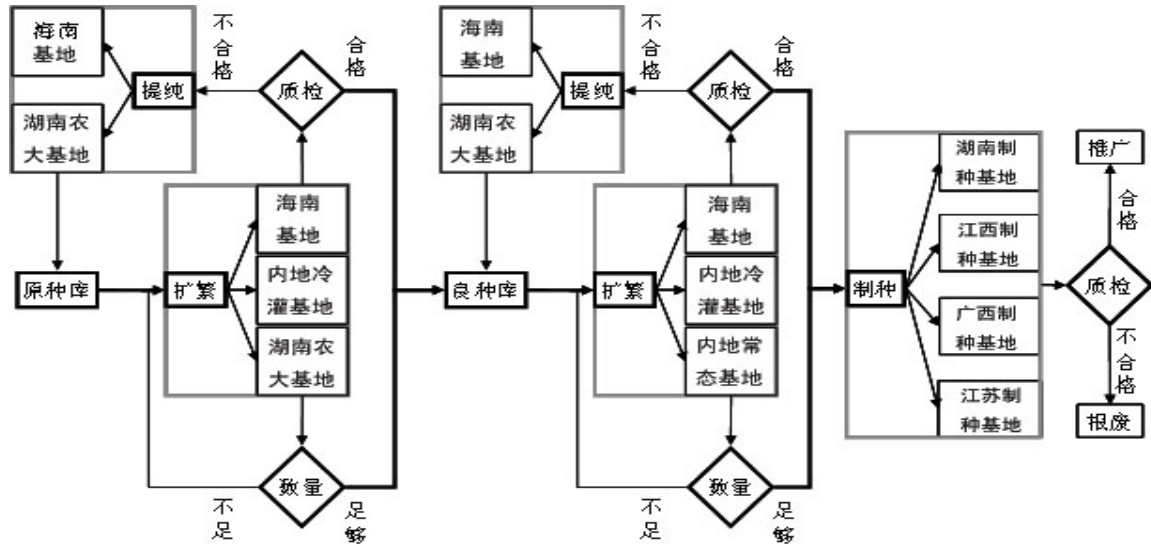 海南
基地
提纯
湖南农
大基地
不合格
质检
合格
原种库
扩繁
海南
基地
内地冷
灌基地
湖南农
大基地
数量
不足
足够
海南
基地
提纯
湖南农
大基地
不合格
质检
合格
良种库
扩繁
海南
基地
内地冷
灌基地
内地常
态基地
数量
不足
足够
制种
湖南制
种基地
江西制
种基地
广西制
种基地
江苏制
种基地
推广
合格
质检
不合格
报废